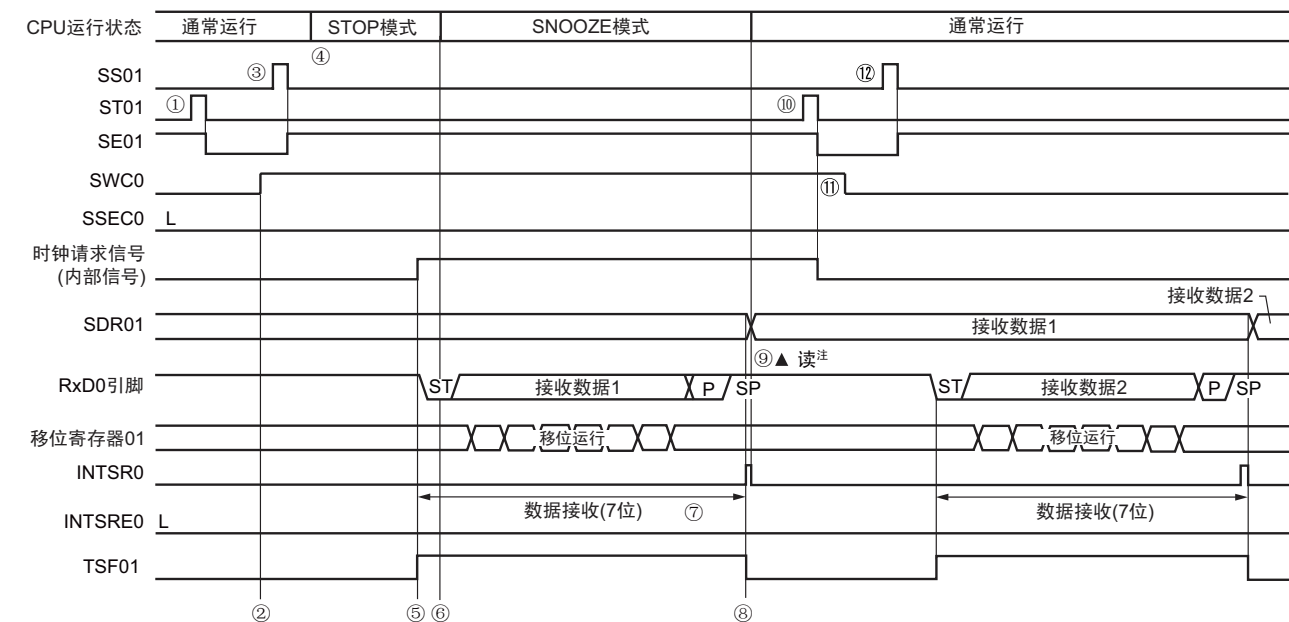 CPU运行状态 通常运行 STOP模式 SNOOZE模式 通常运行
④
SS01 ③ ⑫
ST01 ① ⑩
SE01
SWC0 ⑪
SSEC0 L
时钟请求信号
(内部信号)
接收数据2
SDR01 接收数据1
⑨▲ 读注
RxD0引脚 ST 接收数据1 P SP ST 接收数据2 P SP
移位寄存器01 移位运行 移位运行
INTSR0
数据接收(7位) ⑦ 数据接收(7位)
INTSRE0 L
TSF01
② ⑤ ⑥ ⑧